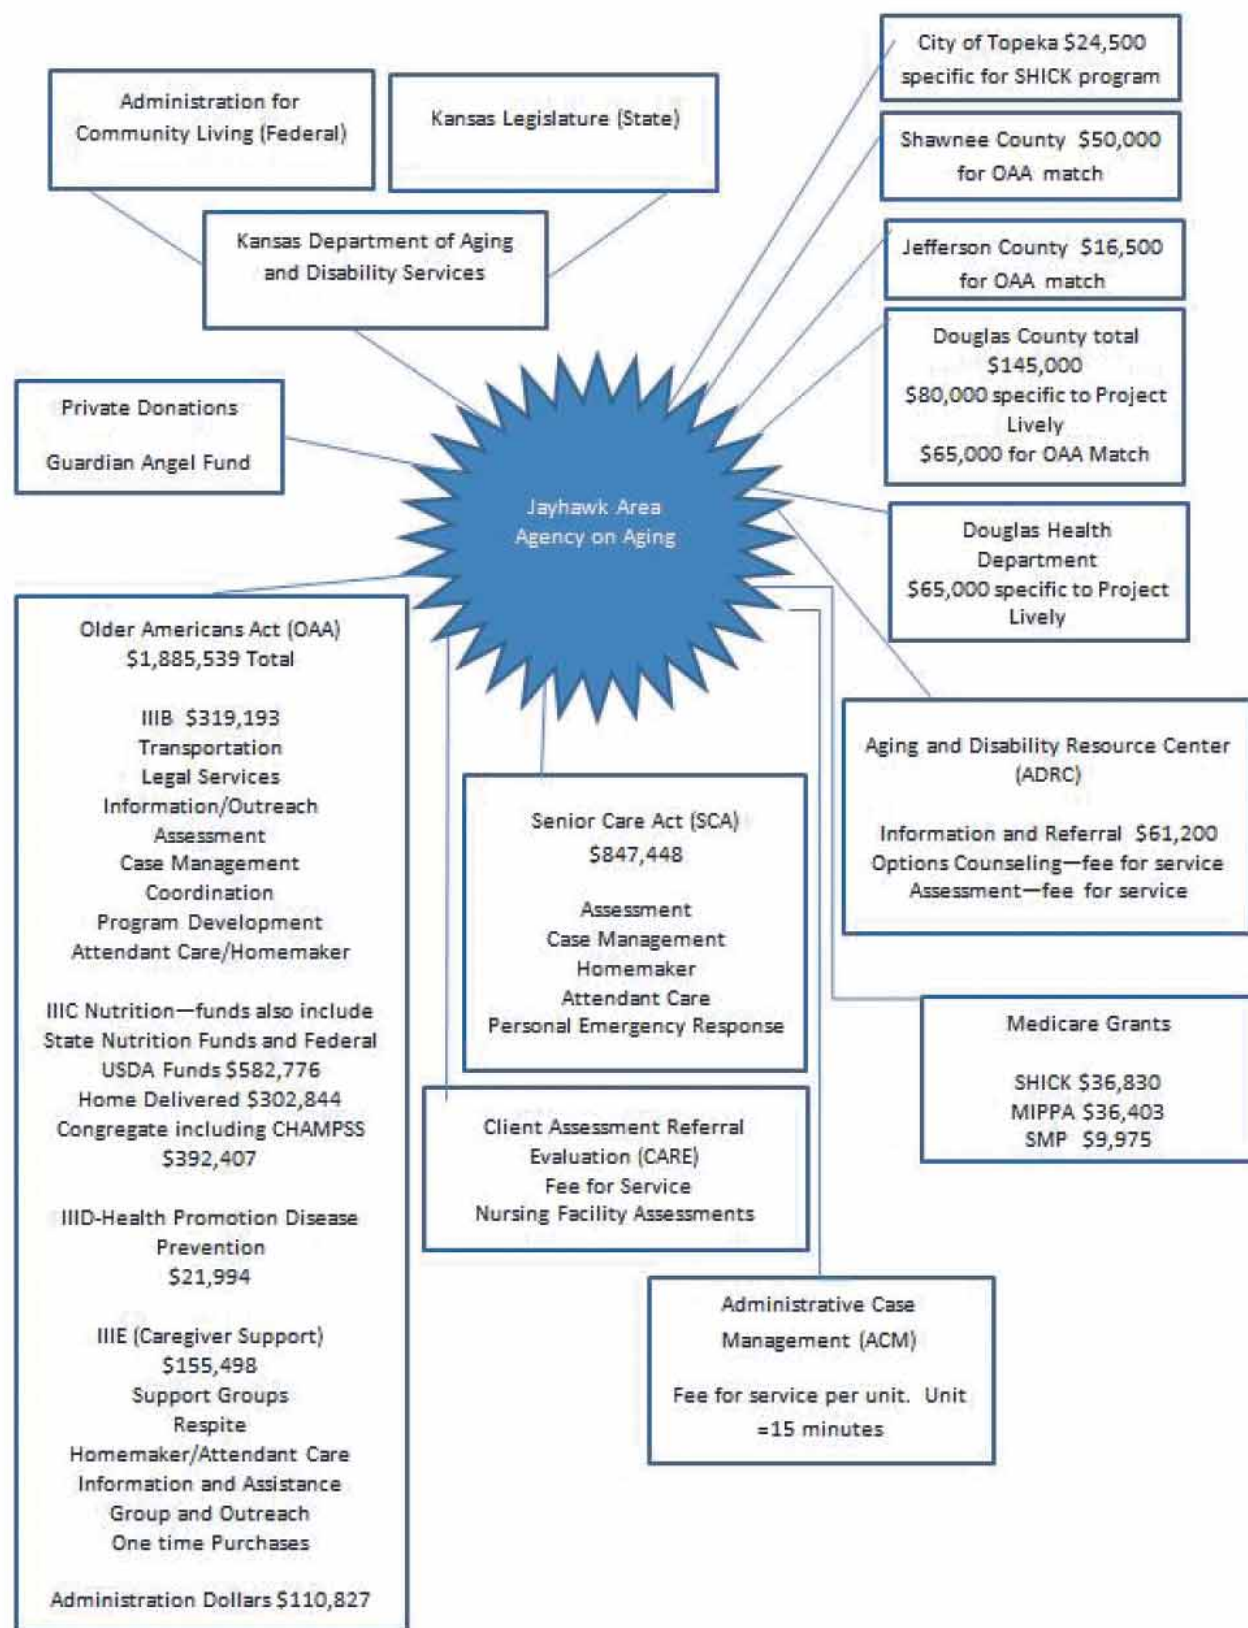 Administration for
Community Living (Federal)
Kansas Legislature (State)
Kansas Department of Aging
and Disability Services
Private Donations
Guardian Angel Fund
Jayhawk Area
Agency on Aging
City of Topeka $24,500
specific for SHICK program
Shawnee County $50,000
for OAA match
Jefferson County $16,500
for OAA match
Douglas County total
$145,000
$80,000 specific to Project
Lively
$65,000 for OAA Match
Douglas Health
Department
$65,000 specific to Project
Lively
Older Americans Act (OAA)
$1,885,539 Total
IIIB $319,193
Transportation
Legal Services
Information/Outreach
Assessment
Case Management
Coordination
Program Development
Attendant Care/Homemaker
IIIC Nutrition—funds also include
State Nutrition Funds and Federal
USDA Funds $582,776
Home Delivered $302,844
Congregate including CHAMPSS
$392,407
IIID-Health Promotion Disease
Prevention
$21,994
IIIE (Caregiver Support)
$155,498
Support Groups
Respite
Homemaker/Attendant Care
Information and Assistance
Group and Outreach
One time Purchases
Administration Dollars $110,827
Senior Care Act (SCA)
$847,448
Assessment
Case Management
Homemaker
Attendant Care
Personal Emergency Response
Aging and Disability Resource Center
(ADRC)
Information and Referral $61,200
Options Counseling—fee for service
Assessment—fee for service
Medicare Grants
SHICK $36,830
MIPPA $36,403
SMP $9,975
Client Assessment Referral
Evaluation (CARE)
Fee for Service
Nursing Facility Assessments
Administrative Case
Management (ACM)
Fee for service per unit. Unit
=15 minutes